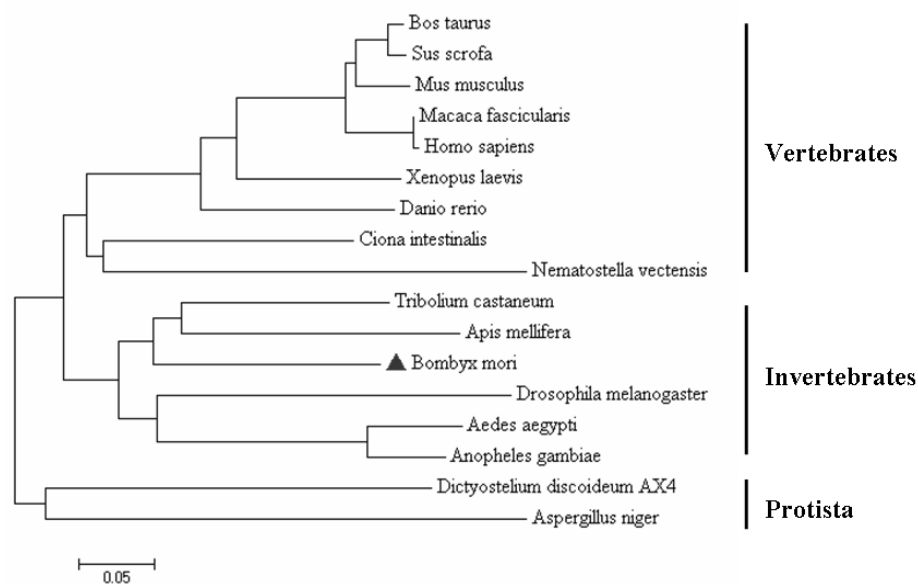 Bos taurus
Sus scrofa
Mus musculus
Macaca fascicularis
Homo sapiens
Xenopus laevis
Danio rerio
Ciona intestinalis
Nematostella vectensis
Vertebrates
Tribolium castaneum
Apis mellifera
Bombyx mori
Drosophila melanogaster
Aedes aegypti
Anopheles gambiae
Invertebrates
Dictyostelium discoideum AX4
Aspergillus niger
Protista
0.05